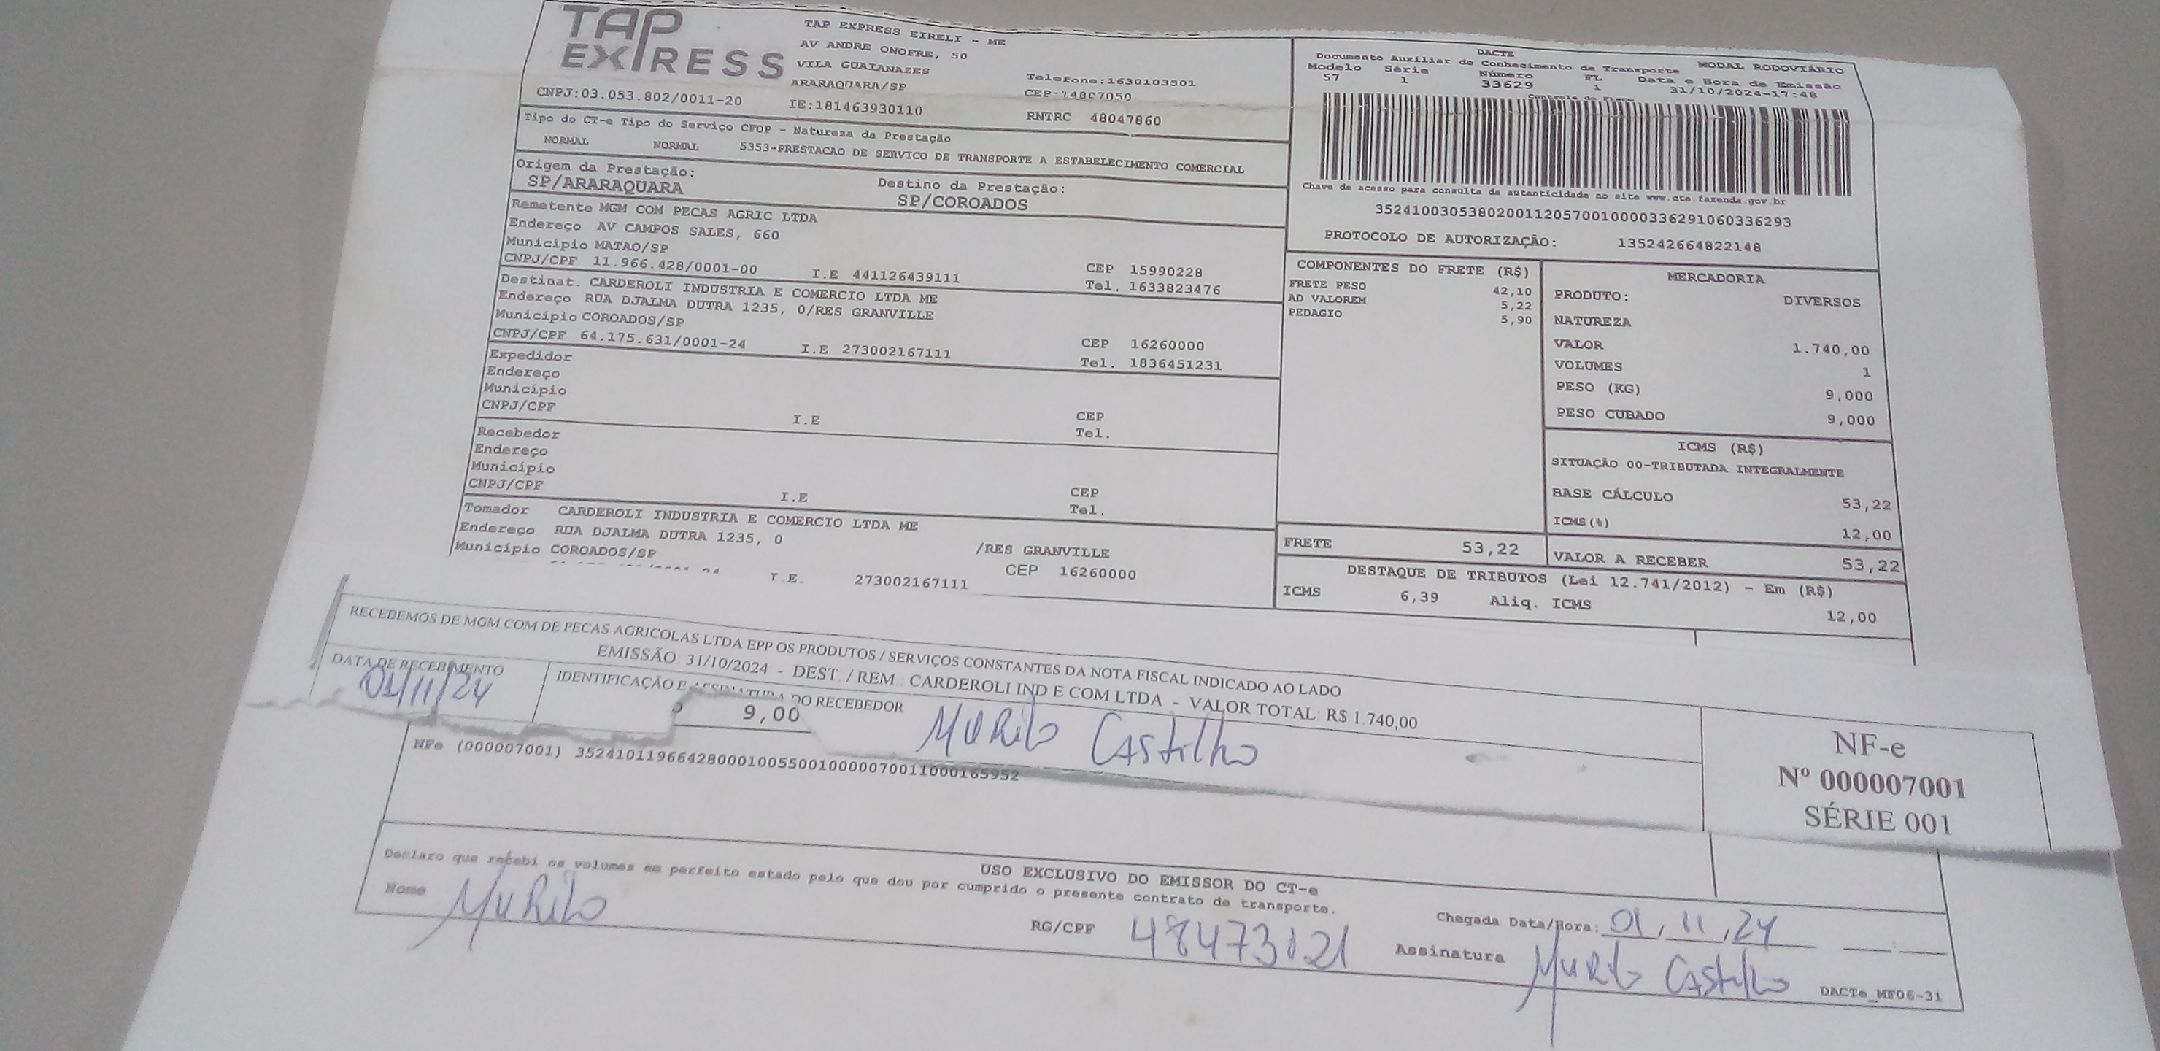 TAP EXPRESS
TAP EXPRESS EIRELI - ME
AV ANDRE ONOFRE, 50
VILA GUAIANAZES
ARARAQUARA/SP
Telefone:1630103501
CEP:14807050
CNPJ:03.053.802/0011-20 IE:181463930110 RNTRC 48047860
Tipo do CT-e Tipo do Serviço CFOP - Natureza da Prestação
NORMAL NORMAL 5353-PRESTACAO DE SERVICO DE TRANSPORTE A ESTABELECIMENTO COMERCIAL
Origem da Prestação: Destino da Prestação:
SP/ARARAQUARA SP/COROADOS
Remetente MGM COM PECAS AGRIC LTDA
Endereço AV CAMPOS SALES, 660
Município MATAO/SP CEP 15990228
CNPJ/CPF 11.966.428/0001-00 I.E 441126439111 Tel. 1633823476
Destinat. CARDEROLI INDUSTRIA E COMERCIO LTDA ME
Endereço RUA DJALMA DUTRA 1235, 0/RES GRANVILLE
Município COROADOS/SP CEP 16260000
CNPJ/CPF 64.175.631/0001-24 I.E 273002167111 Tel. 1836451231
Expedidor
Endereço
Município CEP
CNPJ/CPF I.E Tel.
Recebedor
Endereço
Município CEP
CNPJ/CPF I.E Tel.
Tomador CARDEROLI INDUSTRIA E COMERCIO LTDA ME
Endereço RUA DJALMA DUTRA 1235, 0 /RES GRANVILLE
Município COROADOS/SP CEP 16260000
I.E. 273002167111
DACTE MODAL RODOVIÁRIO
Documento Auxiliar de Conhecimento de Transporte
Modelo Série Número FL Data e Hora de Emissão
57 1 33629 1 31/10/2024-17:48
Controle do Fisco
Chave de acesso para consulta de autenticidade no site www.cte.fazenda.gov.br
35241003053802001120570010000336291060336293
PROTOCOLO DE AUTORIZAÇÃO: 135242664822148
COMPONENTES DO FRETE (R$)
FRETE PESO 42,10
AD VALOREM 5,22
PEDAGIO 5,90
MERCADORIA
PRODUTO: DIVERSOS
NATUREZA
VALOR 1.740,00
VOLUMES 1
PESO (KG) 9,000
PESO CUBADO 9,000
ICMS (R$)
SITUAÇÃO 00-TRIBUTADA INTEGRALMENTE
BASE CÁLCULO 53,22
ICMS(%) 12,00
FRETE 53,22 VALOR A RECEBER 53,22
DESTAQUE DE TRIBUTOS (Lei 12.741/2012) - Em (R$)
ICMS 6,39 Aliq. ICMS 12,00
RECEBEMOS DE MGM COM DE PECAS AGRICOLAS LTDA EPP OS PRODUTOS / SERVIÇOS CONSTANTES DA NOTA FISCAL INDICADO AO LADO
EMISSÃO: 31/10/2024 - DEST. / REM.: CARDEROLI IND E COM LTDA - VALOR TOTAL: R$ 1.740,00
DATA DE RECEBIMENTO IDENTIFICAÇÃO E ASSINATURA DO RECEBEDOR
01/11/24 Murilo Castilho
9,00
NF-e
Nº 000007001
SÉRIE 001
NFe (000007001) 35241011966428000100550010000070011000165952
USO EXCLUSIVO DO EMISSOR DO CT-e
Declaro que recebi os volumes em perfeito estado pelo que dou por cumprido o presente contrato de transporte.
Nome Murilo RG/CPF 48473021 Chegada Data/Hora: 01/11/24
Assinatura Murilo Castilho
DACTe_MF06-31